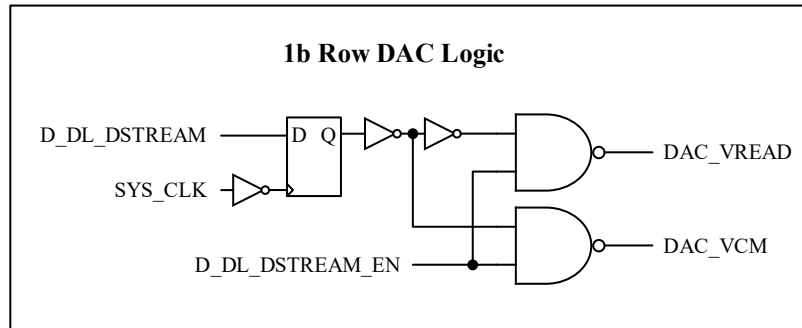 1b Row DAC Logic
D_DL_DSTREAM
D Q
DAC_VREAD
SYS_CLK
DAC_VCM
D_DL_DSTREAM_EN